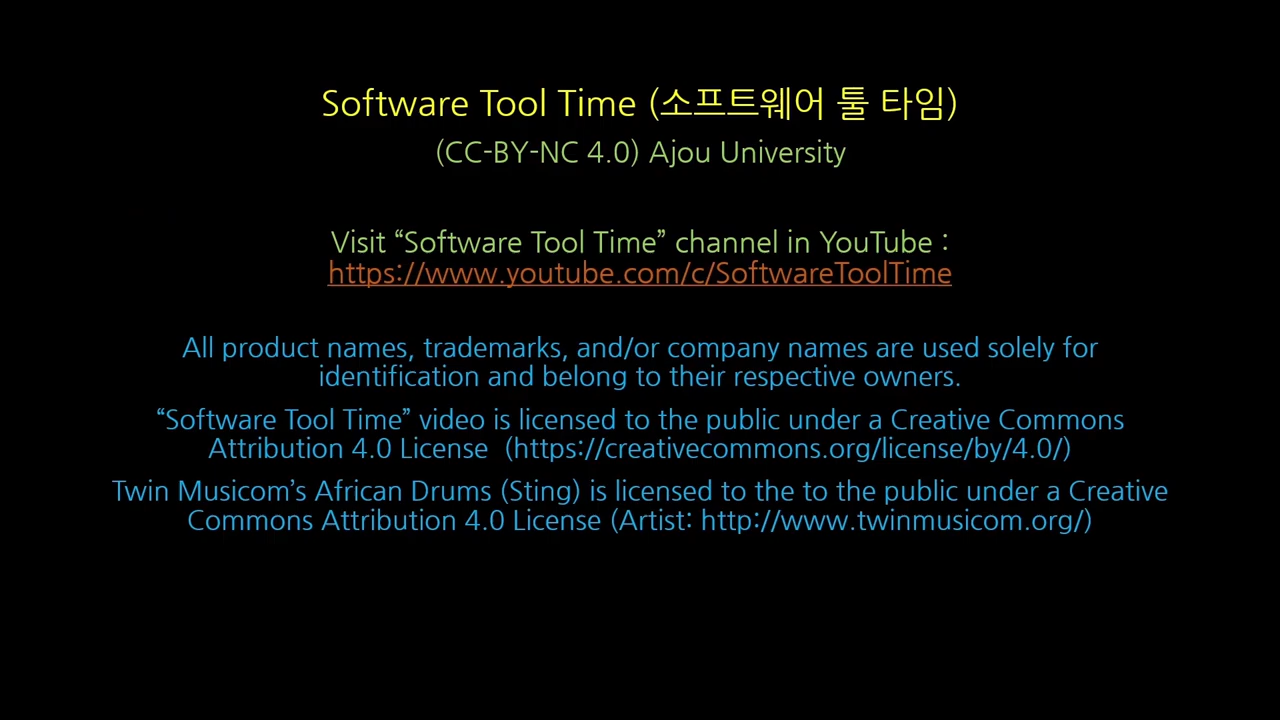 Software Tool Time (소프트웨어 툴 타임)
(CC-BY-NC 4.0) Ajou University
Visit “Software Tool Time” channel in YouTube :
https://www.youtube.com/c/SoftwareToolTime
All product names, trademarks, and/or company names are used solely for
identification and belong to their respective owners.
“Software Tool Time” video is licensed to the public under a Creative Commons
Attribution 4.0 License  (https://creativecommons.org/license/by/4.0/)
Twin Musicom’s African Drums (Sting) is licensed to the to the public under a Creative
Commons Attribution 4.0 License (Artist: http://www.twinmusicom.org/)